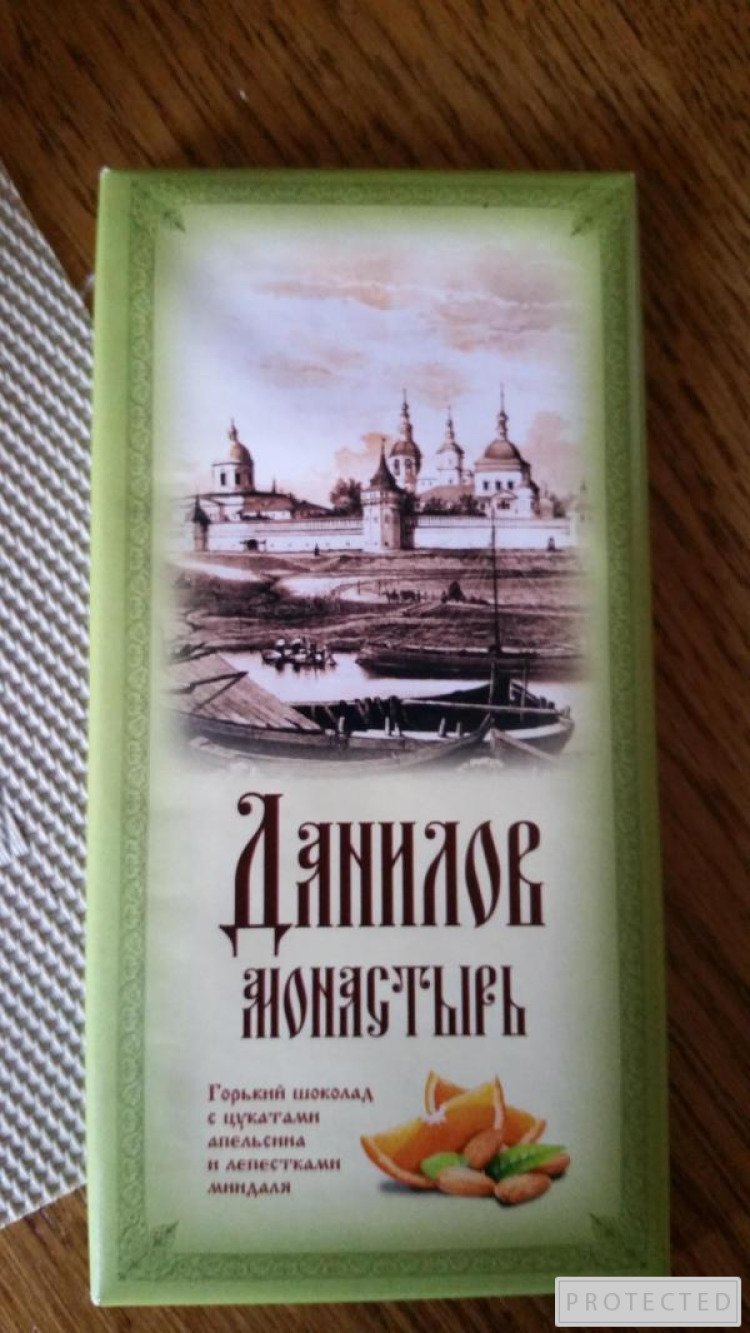 Данилов
монастырь
Горький шоколад
с цукатами
апельсина
и лепестками
миндаля
PROTECTED